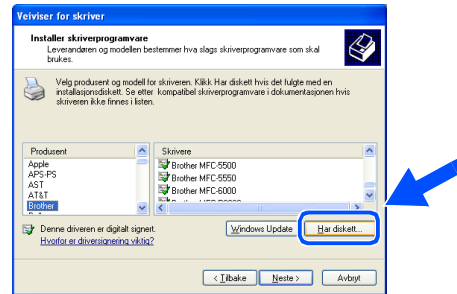 Veiviser for skriver
Installer skriverprogramvare
Leverandøren og modellen bestemmer hva slags skriverprogramvare som skal
brukes.
Velg produsent og modell for skriveren. Klikk Har diskett hvis det fulgte med en
installasjonsdiskett. Se etter kompatibel skriverprogramvare i dokumentasjonen hvis
skriveren ikke finnes i listen.
Produsent
Apple
APS-PS
AST
AT&T
Brother
Skrivere
Brother MFC-5500
Brother MFC-5550
Brother MFC-6000
Denne driveren er digitalt signert.
Hvorfor er driversignering viktig?
Windows Update
Har diskett...
< Tilbake
Neste >
Avbryt